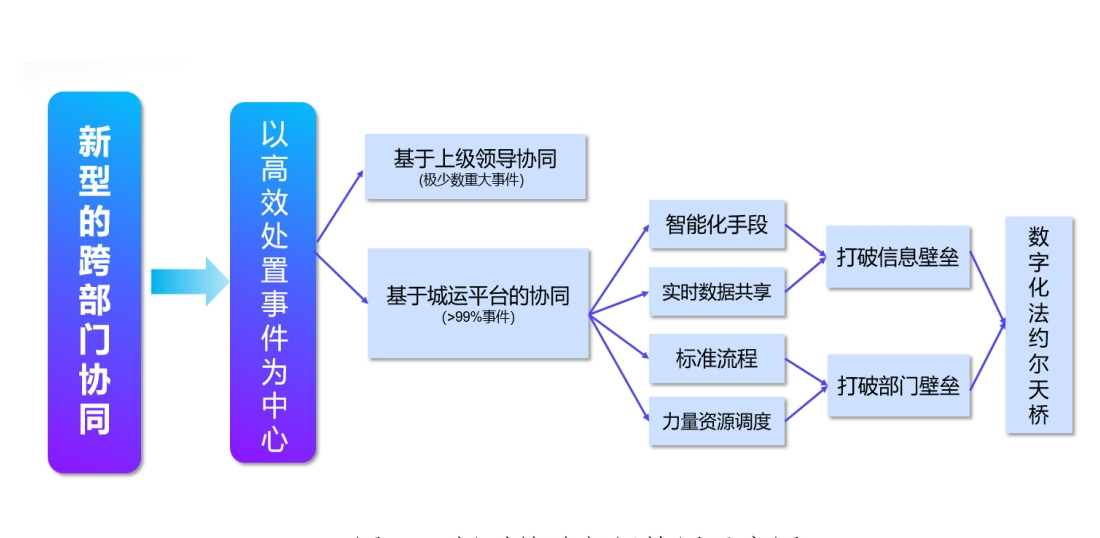 新型的跨部门协同
以高效处置事件为中心
基于上级领导协同
(极少数重大事件)
基于城运平台的协同
(>99%事件)
智能化手段
实时数据共享
标准流程
力量资源调度
打破信息壁垒
打破部门壁垒
数字化法约尔天桥